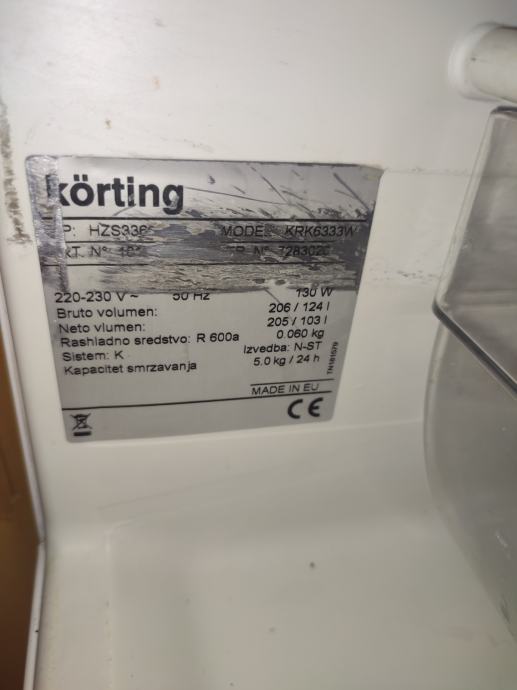 körting
HZS336 MODEL KRK6333W
220-230 V ~ 50 Hz 130 W
Bruto volumen: 206 / 124 l
Neto vlumen: 205 / 103 l
Rashladno sredstvo: R 600a 0.060 kg
Sistem: K Izvedba: N-ST
Kapacitet smrzavanja 5.0 kg / 24 h
TN181579
MADE IN EU
CE